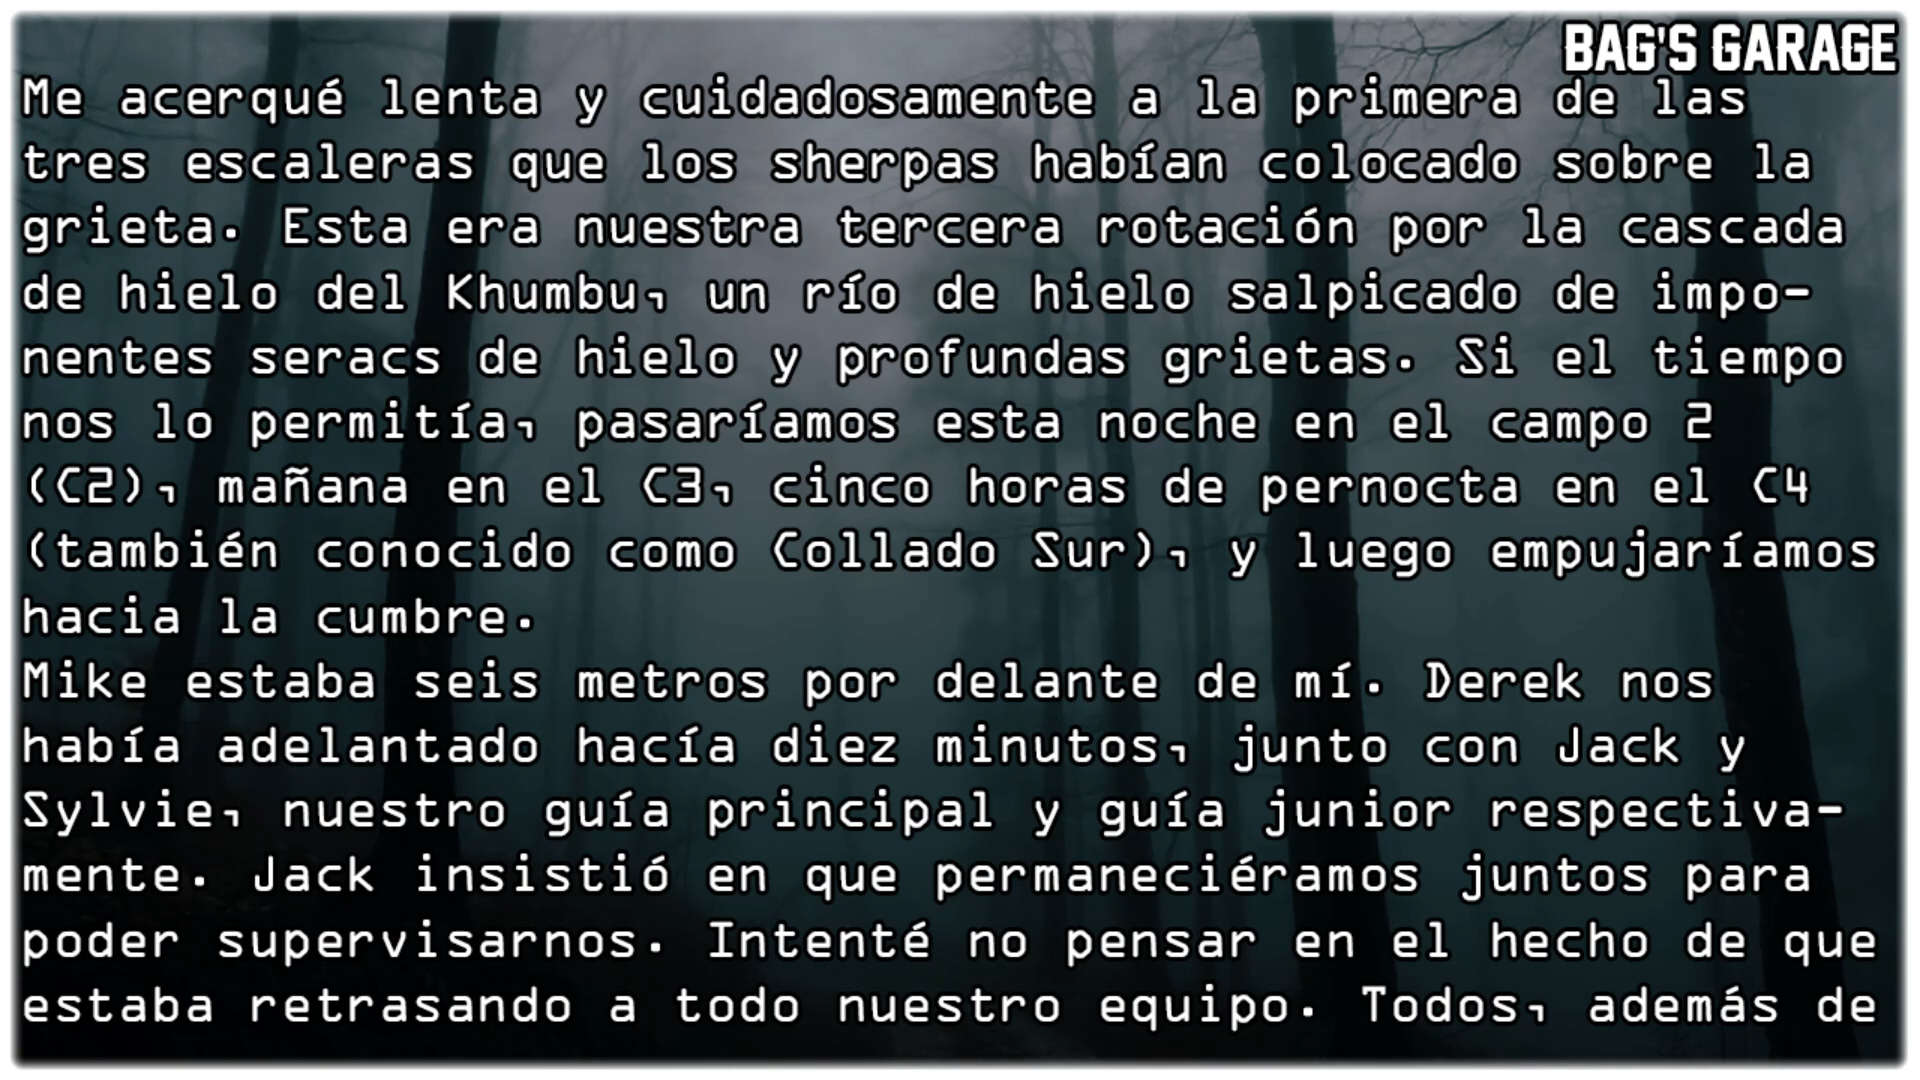 BAG'S GARAGE
Me acerqué lenta y cuidadosamente a la primera de las
tres escaleras que los sherpas habían colocado sobre la
grieta. Esta era nuestra tercera rotación por la cascada
de hielo del Khumbu, un río de hielo salpicado de impo-
nentes seracs de hielo y profundas grietas. Si el tiempo
nos lo permitía, pasaríamos esta noche en el campo 2
(C2), mañana en el C3, cinco horas de pernocta en el C4
(también conocido como Collado Sur), y luego empujaríamos
hacia la cumbre.
Mike estaba seis metros por delante de mí. Derek nos
había adelantado hacía diez minutos, junto con Jack y
Sylvie, nuestro guía principal y guía junior respectiva-
mente. Jack insistió en que permaneciéramos juntos para
poder supervisarnos. Intenté no pensar en el hecho de que
estaba retrasando a todo nuestro equipo. Todos, además de